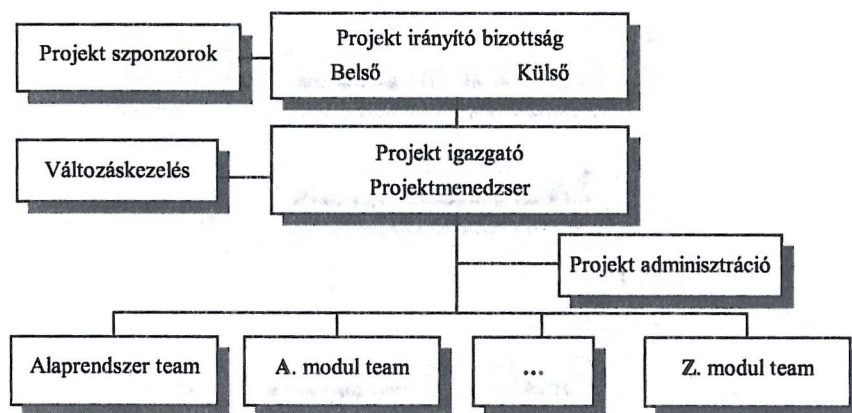 Projekt szponzorok
Projekt irányító bizottság
Belső Külső
Változáskezelés
Projekt igazgató
Projektmenedzser
Projekt adminisztráció
Alaprendszer team
A. modul team
...
Z. modul team